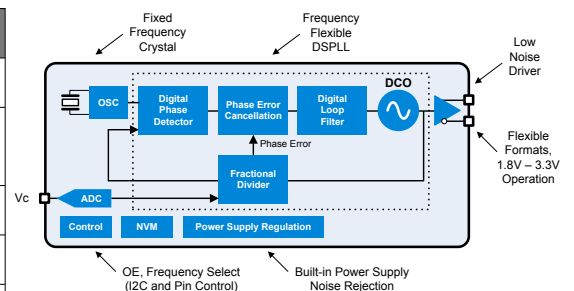 Fixed
Frequency
Crystal
Frequency
Flexible
DSPLL
Low
Noise
Driver
OSC
Digital
Phase
Detector
Phase Error
Cancellation
Digital
Loop
Filter
DCO
Phase Error
Fractional
Divider
Flexible
Formats,
1.8V – 3.3V
Operation
Vc
ADC
Control
NVM
Power Supply Regulation
OE, Frequency Select
(I2C and Pin Control)
Built-in Power Supply
Noise Rejection